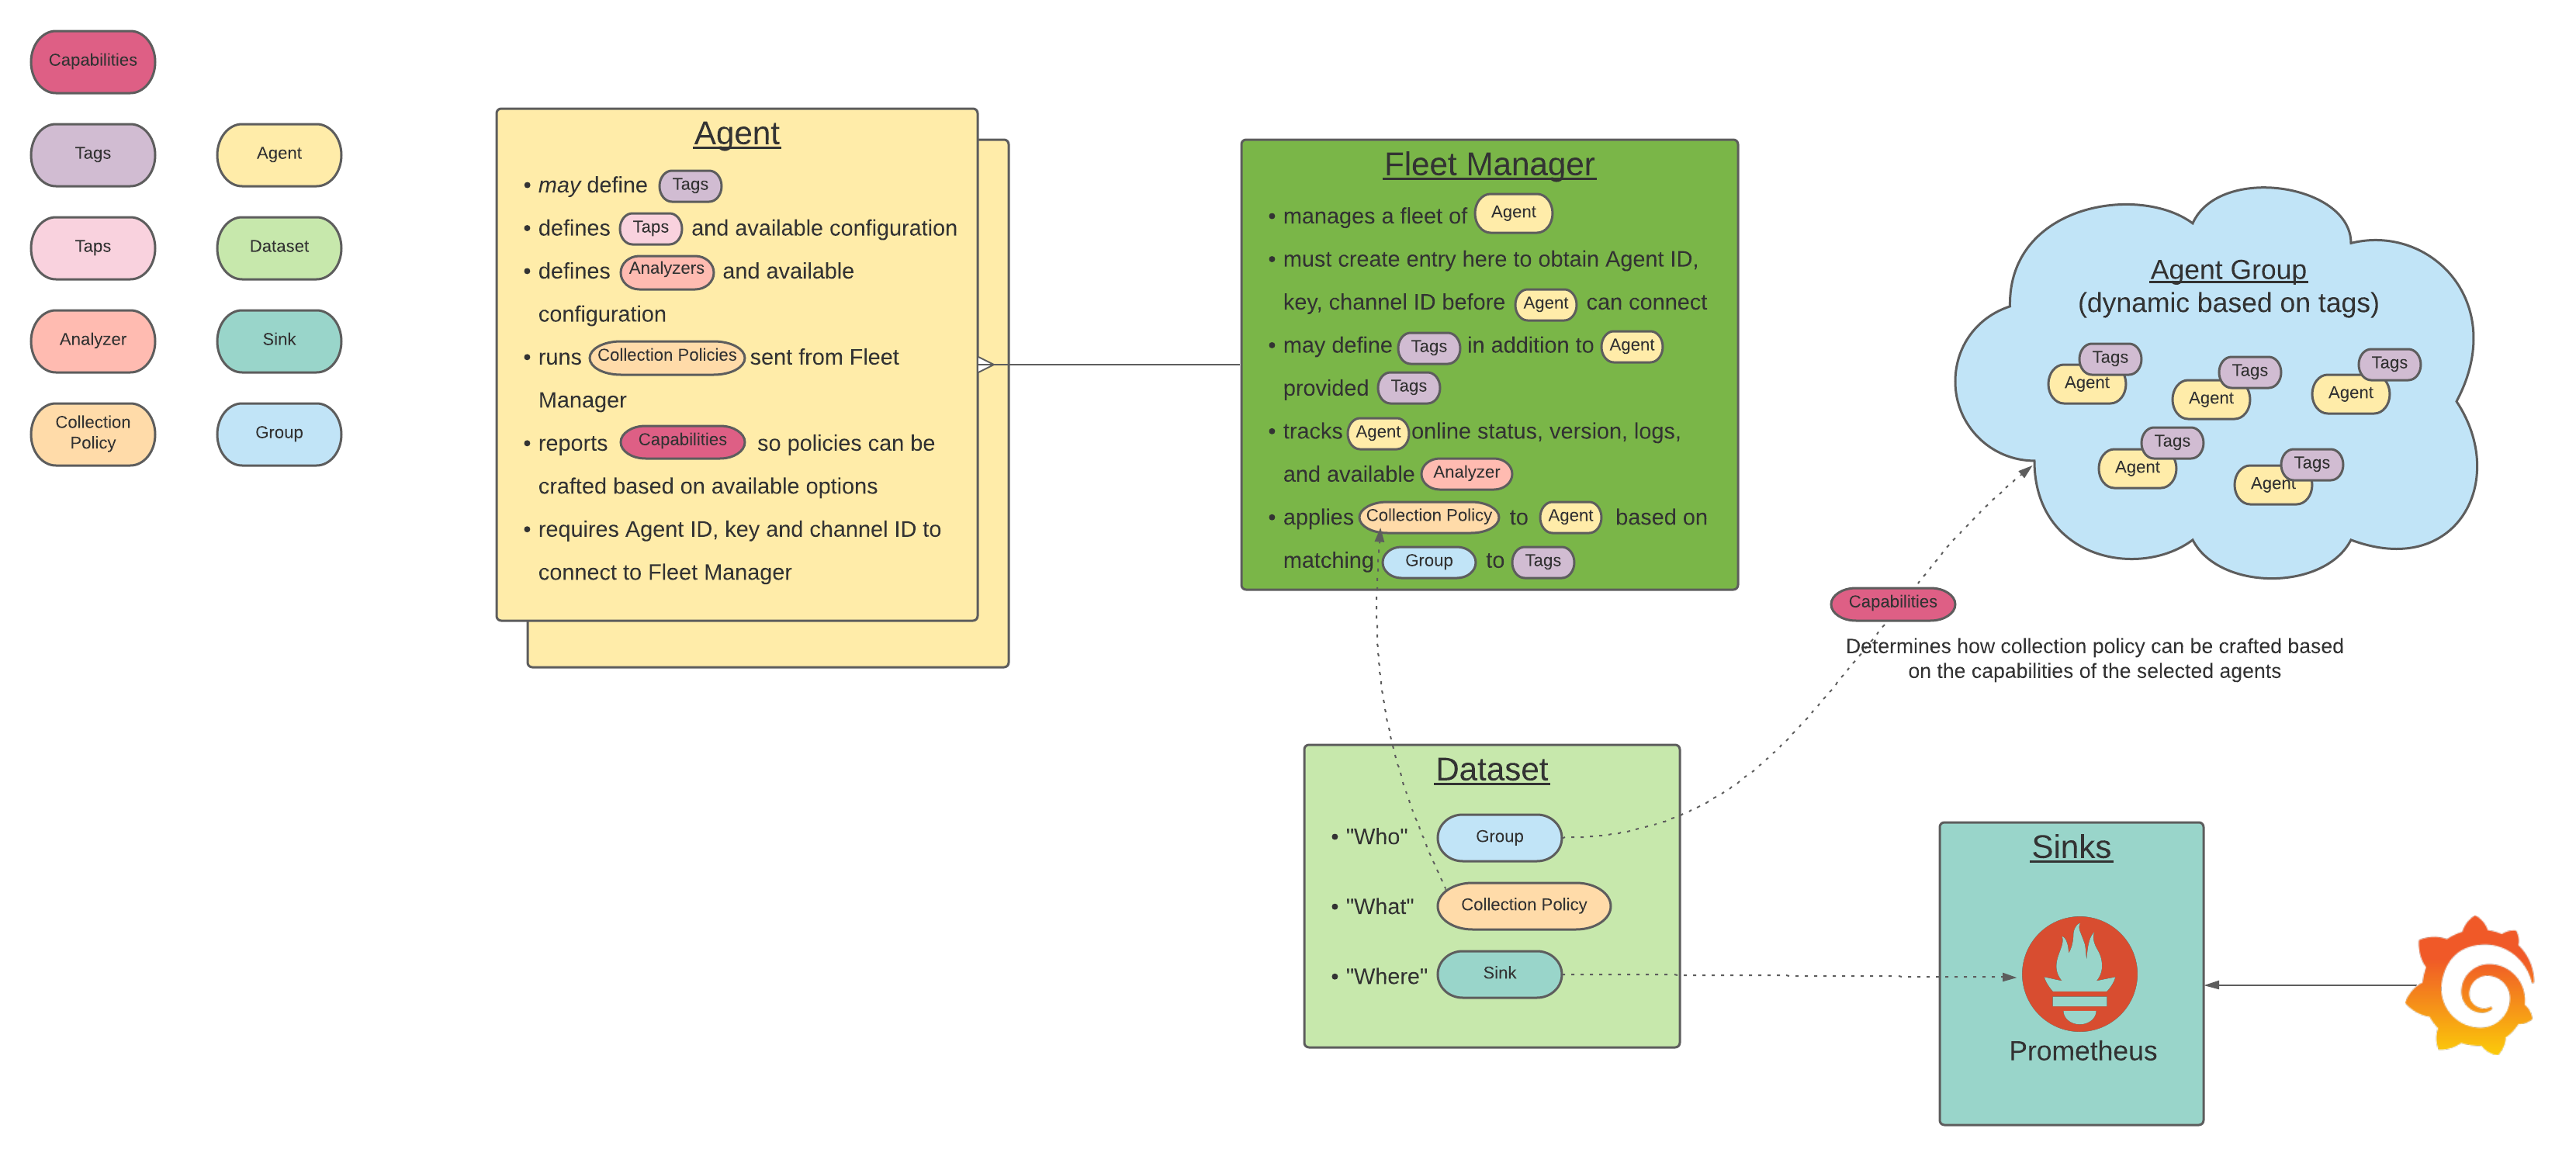 Capabilities
Tags
Agent
Taps
Dataset
Analyzer
Sink
Collection
Policy
Group
Agent
• may define Tags
• defines Taps and available configuration
• defines Analyzers and available
configuration
• runs Collection Policies sent from Fleet
Manager
• reports Capabilities so policies can be
crafted based on available options
• requires Agent ID, key and channel ID to
connect to Fleet Manager
Fleet Manager
• manages a fleet of Agent
• must create entry here to obtain Agent ID,
key, channel ID before Agent can connect
• may define Tags in addition to Agent
provided Tags
• tracks Agent online status, version, logs,
and available Analyzer
• applies Collection Policy to Agent based on
matching Group to Tags
Agent Group
(dynamic based on tags)
Tags
Agent
Tags
Agent
Tags
Agent
Tags
Agent
Tags
Agent
Capabilities
Determines how collection policy can be crafted based
on the capabilities of the selected agents
Dataset
• "Who" Group
• "What" Collection Policy
• "Where" Sink
Sinks
Prometheus